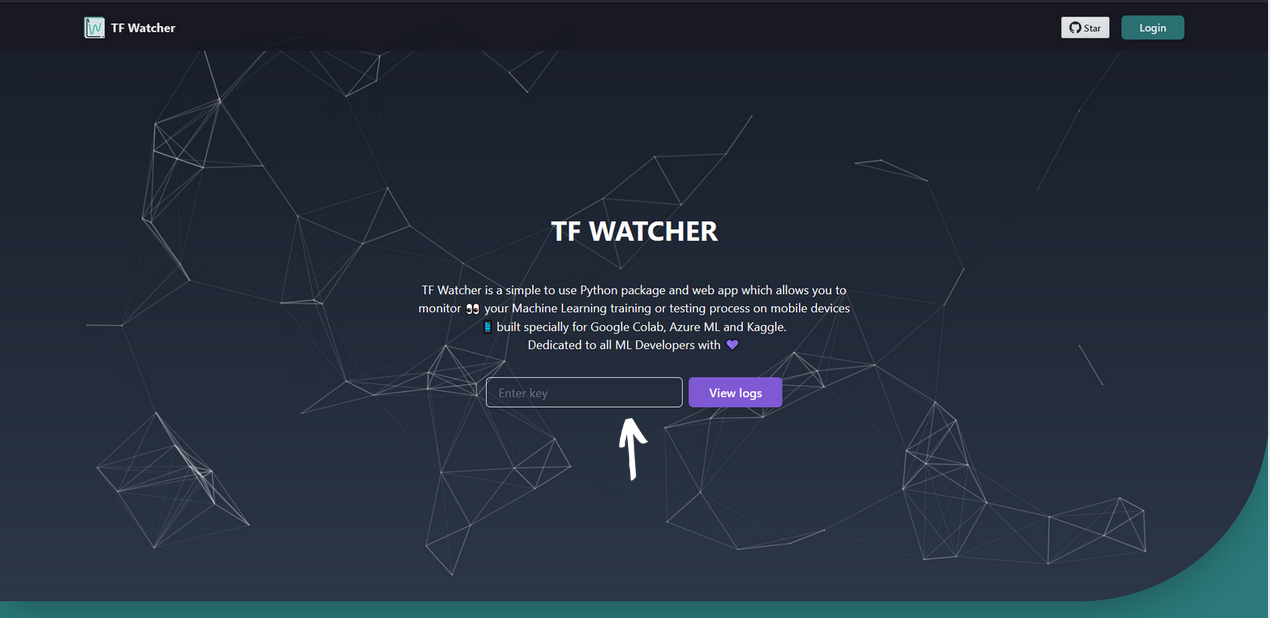 TF Watcher
Star
Login
TF WATCHER
TF Watcher is a simple to use Python package and web app which allows you to
monitor 👀 your Machine Learning training or testing process on mobile devices
📱 built specially for Google Colab, Azure ML and Kaggle.
Dedicated to all ML Developers with 💜
Enter key
View logs